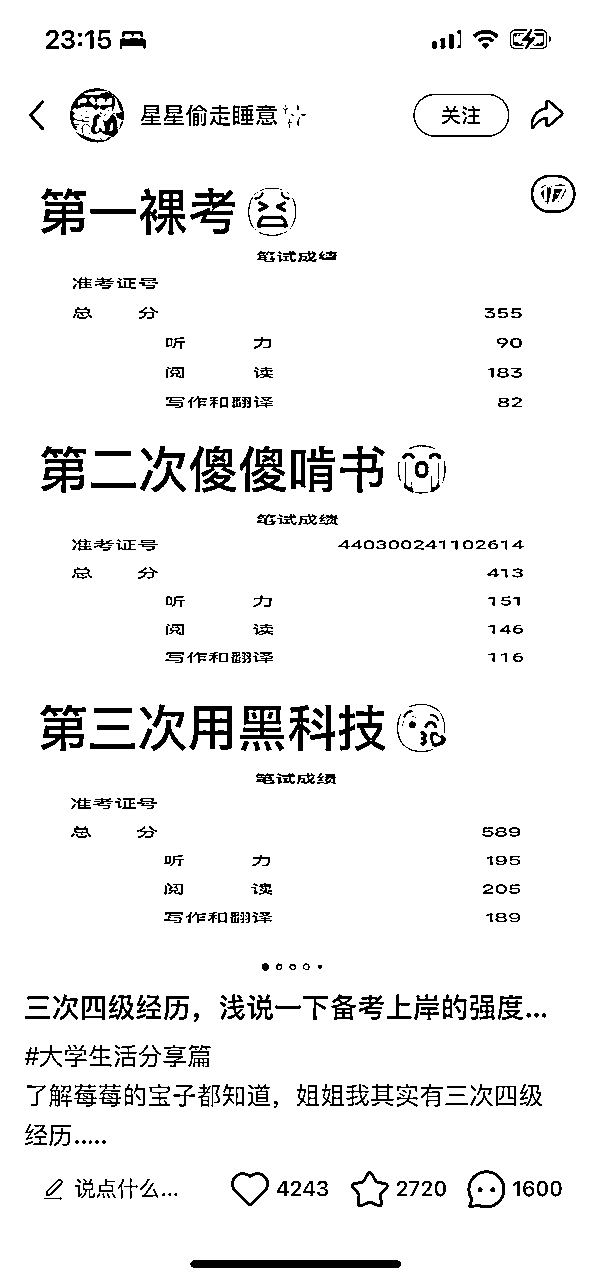 23:15
星星偷走睡意
关注
第一裸考
笔试成绩
准考证号
总 分 355
听 力 90
阅 读 183
写作和翻译 82
第二次傻傻啃书
笔试成绩
准考证号 440300241102614
总 分 413
听 力 151
阅 读 146
写作和翻译 116
第三次用黑科技
笔试成绩
准考证号
总 分 589
听 力 195
阅 读 205
写作和翻译 189
三次四级经历，浅说一下备考上岸的强度...
#大学生活分享篇
了解莓莓的宝子都知道，姐姐我其实有三次四级
经历.....
说点什么... 4243 2720 1600